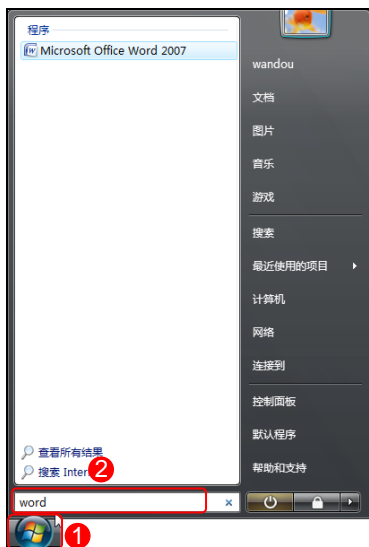 程序
Microsoft Office Word 2007
查看所有结果
搜索 Inter
2
word
1
wandou
文档
图片
音乐
游戏
搜索
最近使用的项目
计算机
网络
连接到
控制面板
默认程序
帮助和支持